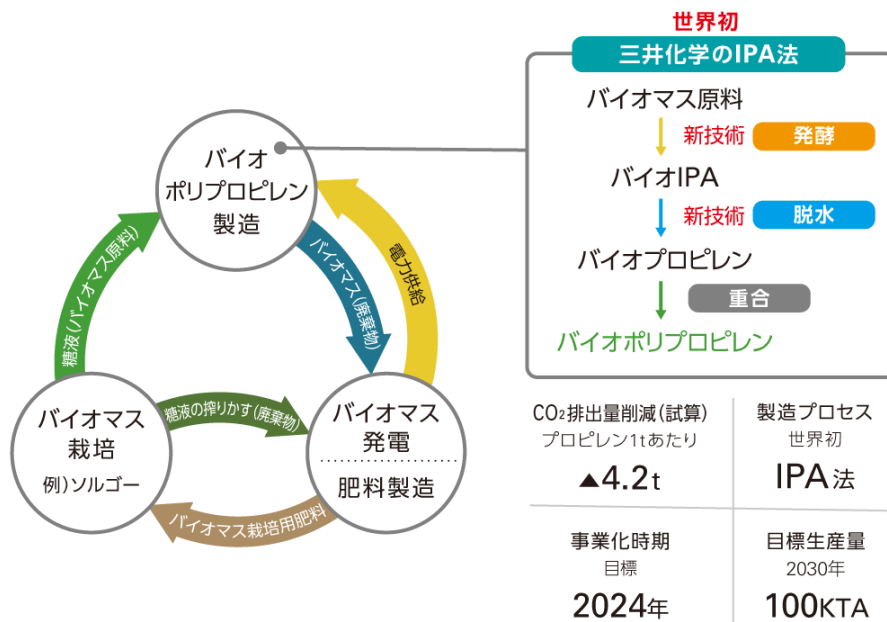 世界初
三井化学のIPA法
バイオマス原料
新技術 発酵
バイオIPA
新技術 脱水
バイオプロピレン
重合
バイオポリプロピレン
バイオ
ポリプロピレン
製造
糖液(バイオマス原料)
バイオマス(廃棄物)
電力供給
バイオマス
栽培
例)ソルゴー
糖液の搾りかす(廃棄物)
バイオマス
発電
肥料製造
バイオマス栽培用肥料
CO₂排出量削減(試算)
プロピレン1tあたり
▲4.2t
製造プロセス
世界初
IPA法
事業化時期
目標
2024年
目標生産量
2030年
100KTA